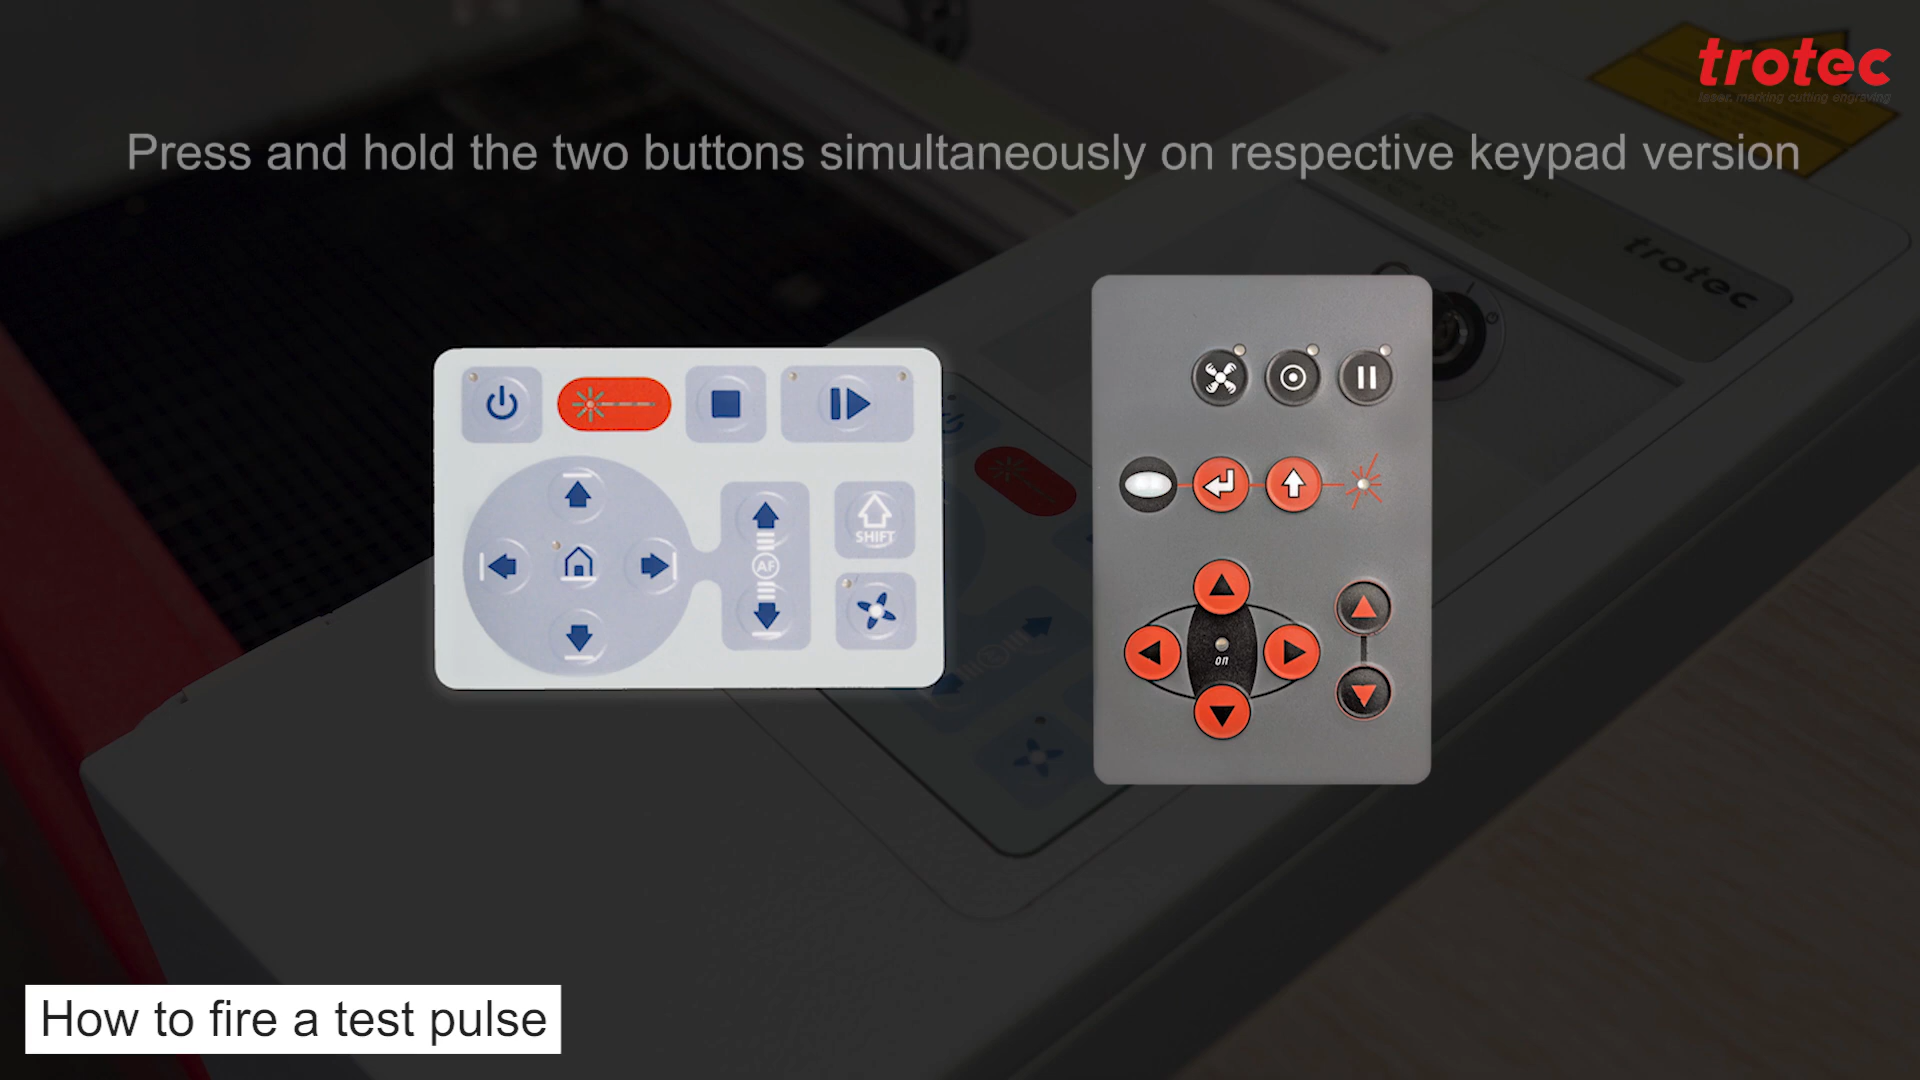 trotec
laser. marking cutting engraving
Press and hold the two buttons simultaneously on respective keypad version
trotec
SHIFT
AF
on
How to fire a test pulse